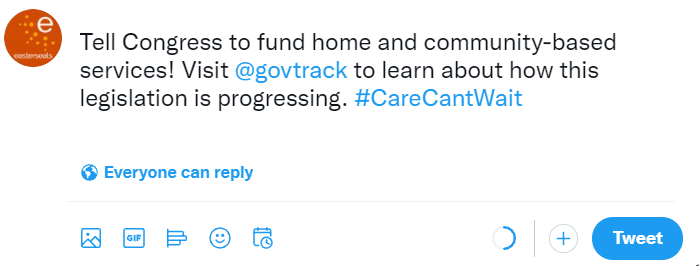 e
easterseals
Tell Congress to fund home and community-based
services! Visit @govtrack to learn about how this
legislation is progressing. #CareCantWait
Everyone can reply
GIF
Tweet